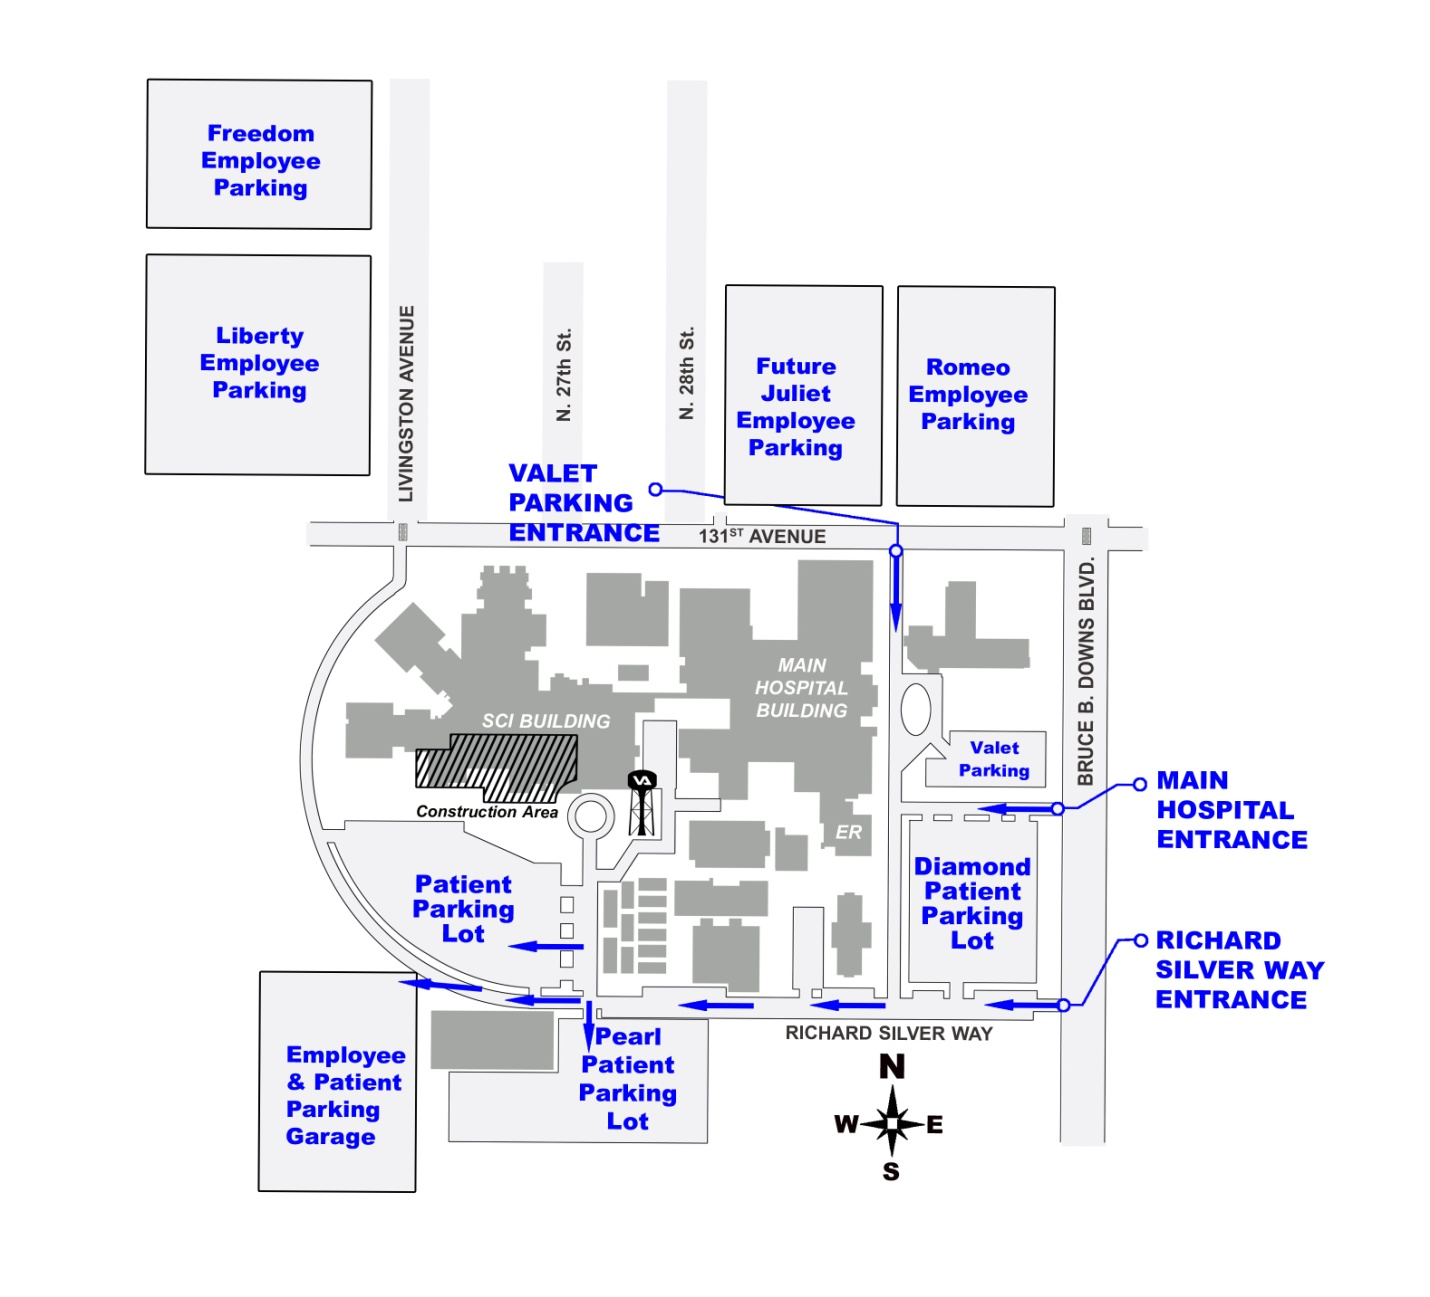 Freedom
Employee
Parking
Liberty
Employee
Parking
LIVINGSTON AVENUE
N. 27th St.
N. 28th St.
Future
Juliet
Employee
Parking
Romeo
Employee
Parking
VALET
PARKING
ENTRANCE
131ST AVENUE
BRUCE B. DOWNS BLVD.
MAIN
HOSPITAL
BUILDING
SCI BUILDING
Valet
Parking
VA
Construction Area
ER
MAIN
HOSPITAL
ENTRANCE
Diamond
Patient
Parking
Lot
Patient
Parking
Lot
RICHARD
SILVER WAY
ENTRANCE
RICHARD SILVER WAY
Pearl
Patient
Parking
Lot
Employee
& Patient
Parking
Garage
N
W E
S